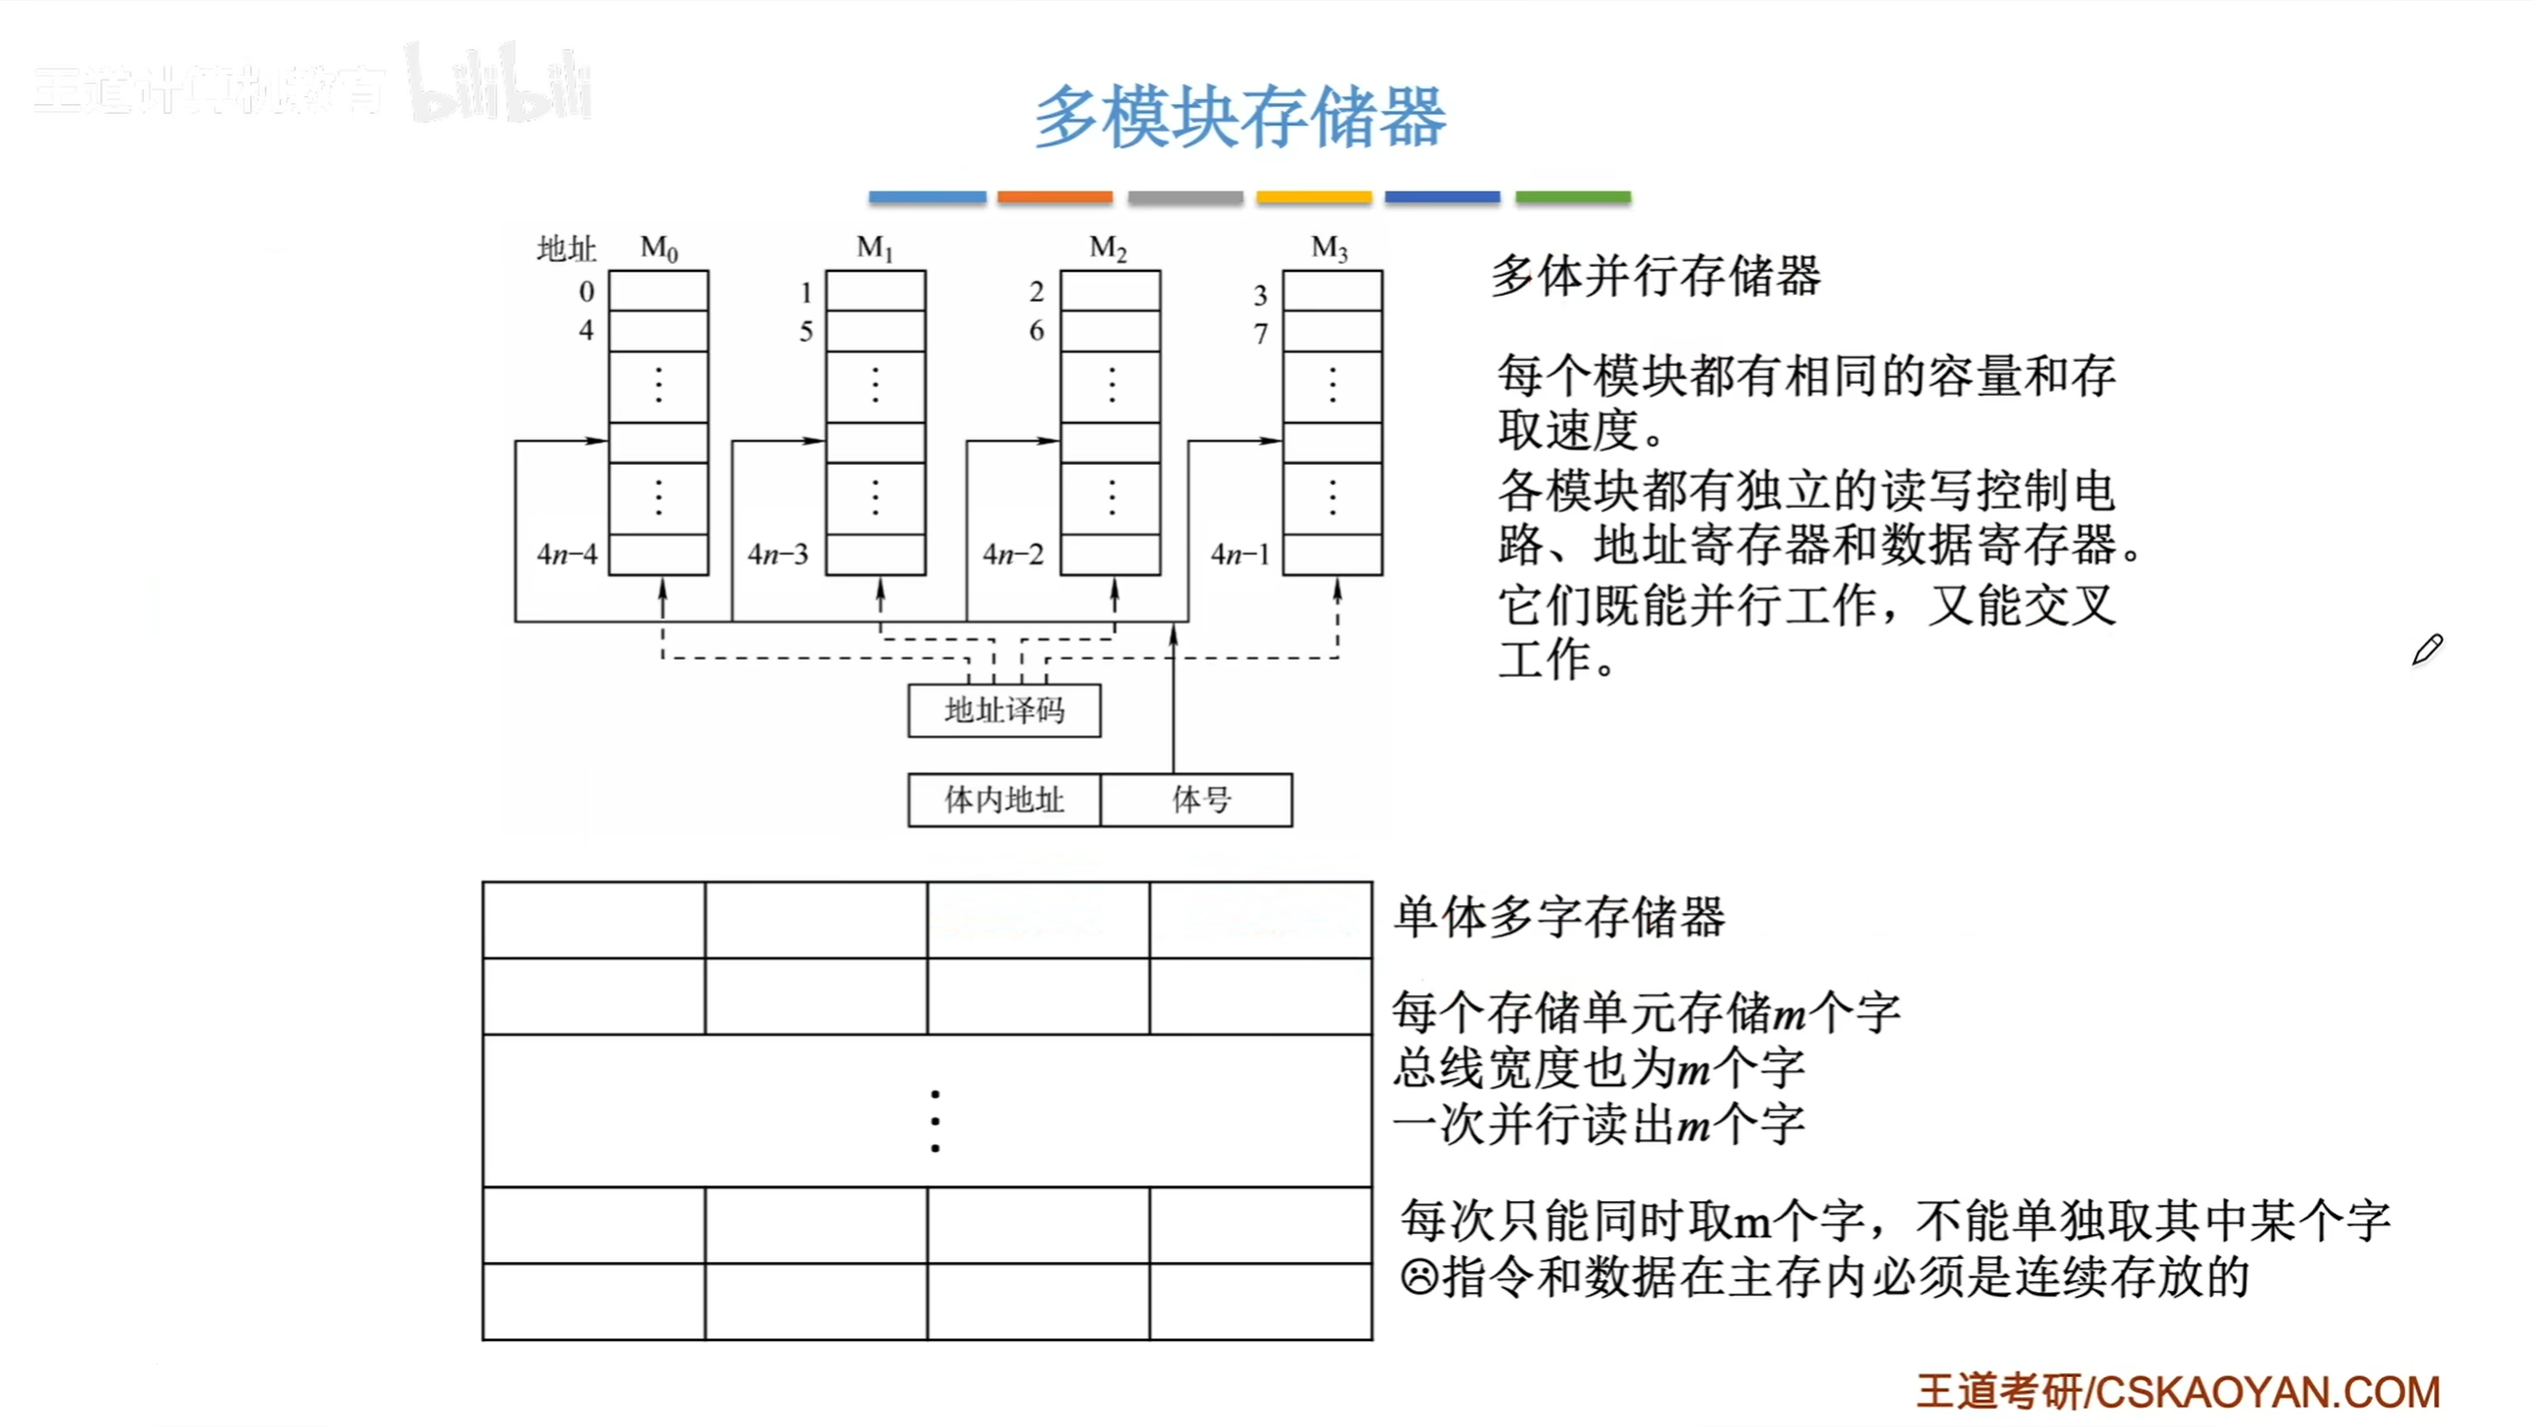 王道计算机教育 bilibili
多模块存储器
地址 M0 M1 M2 M3
0 1 2 3
4 5 6 7
4n-4 4n-3 4n-2 4n-1
地址译码
体内地址 体号
多体并行存储器
每个模块都有相同的容量和存
取速度。
各模块都有独立的读写控制电
路、地址寄存器和数据寄存器。
它们既能并行工作，又能交叉
工作。
单体多字存储器
每个存储单元存储m个字
总线宽度也为m个字
一次并行读出m个字
每次只能同时取m个字，不能单独取其中某个字
☹指令和数据在主存内必须是连续存放的
王道考研/CSKAOYAN.COM